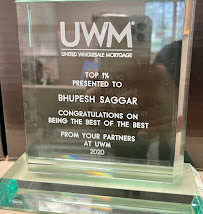 UWM
UNITED WHOLESALE MORTGAGE
TOP 1%
PRESENTED TO
BHUPESH SAGGAR
CONGRATULATIONS ON
BEING THE BEST OF THE BEST
FROM YOUR PARTNERS
AT UWM
2020